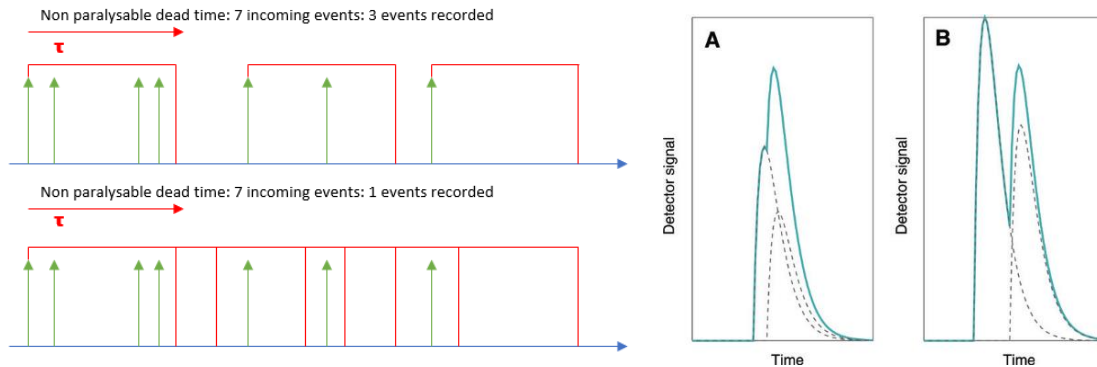 Non paralysable dead time: 7 incoming events: 3 events recorded
τ
Non paralysable dead time: 7 incoming events: 1 events recorded
τ
A
Detector signal
Time
B
Detector signal
Time